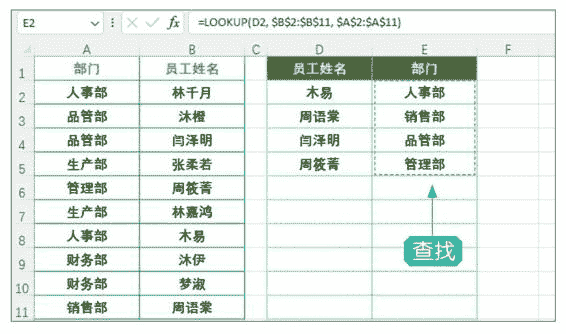 E2 =LOOKUP(D2, $B$2:$B$11, $A$2:$A$11)
A B C D E F
1 部门 员工姓名 员工姓名 部门
2 人事部 林千月 木易 人事部
3 品管部 沐橙 周语棠 销售部
4 品管部 闫泽明 闫泽明 品管部
5 生产部 张柔若 周筱菁 管理部
6 管理部 周筱菁
7 生产部 林嘉鸿
8 人事部 木易
查找
9 财务部 沐伊
10 财务部 梦淑
11 销售部 周语棠